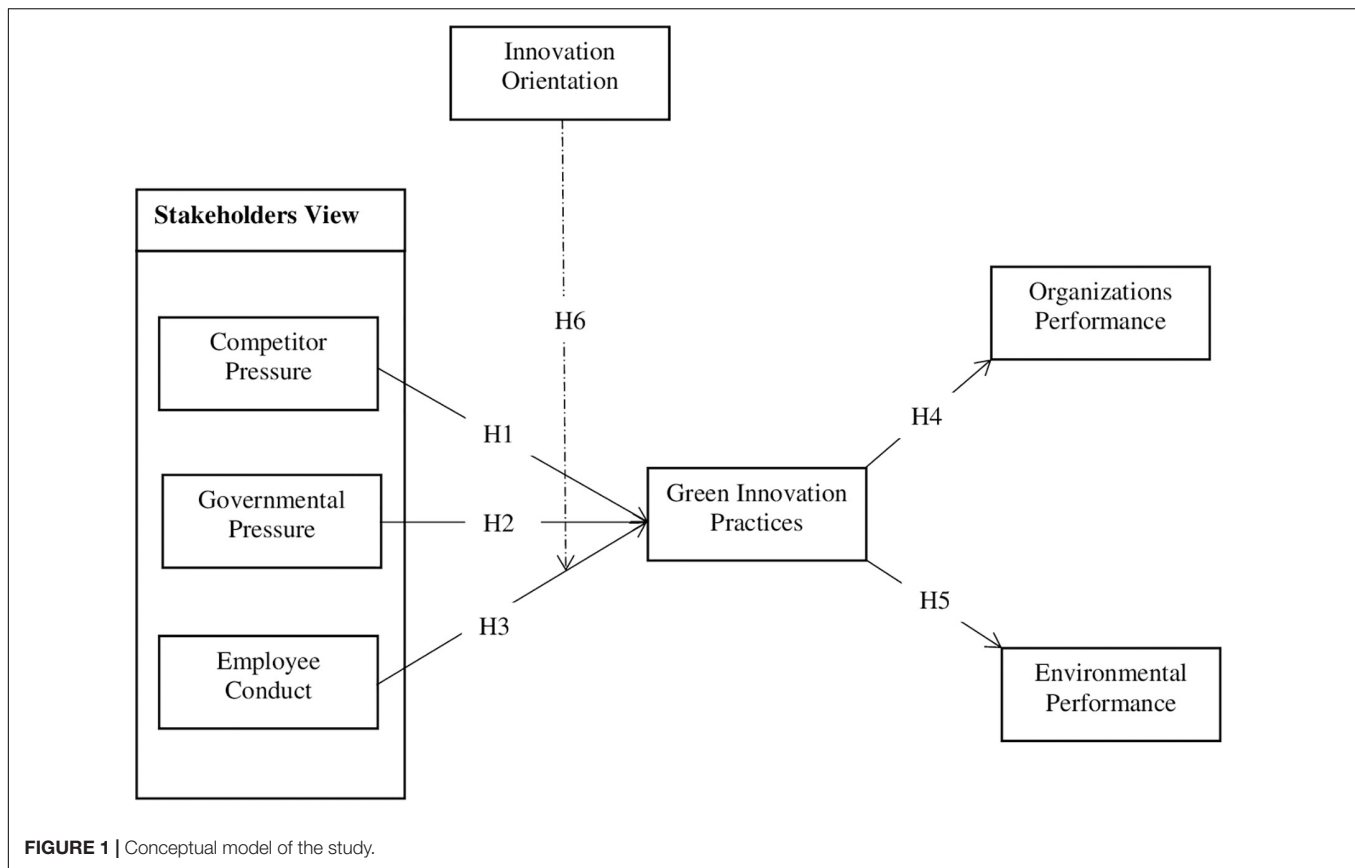 Innovation
Orientation
Stakeholders View
Competitor
Pressure
Governmental
Pressure
Employee
Conduct
H6
H1
H2
H3
Green Innovation
Practices
H4
H5
Organizations
Performance
Environmental
Performance
FIGURE 1 | Conceptual model of the study.